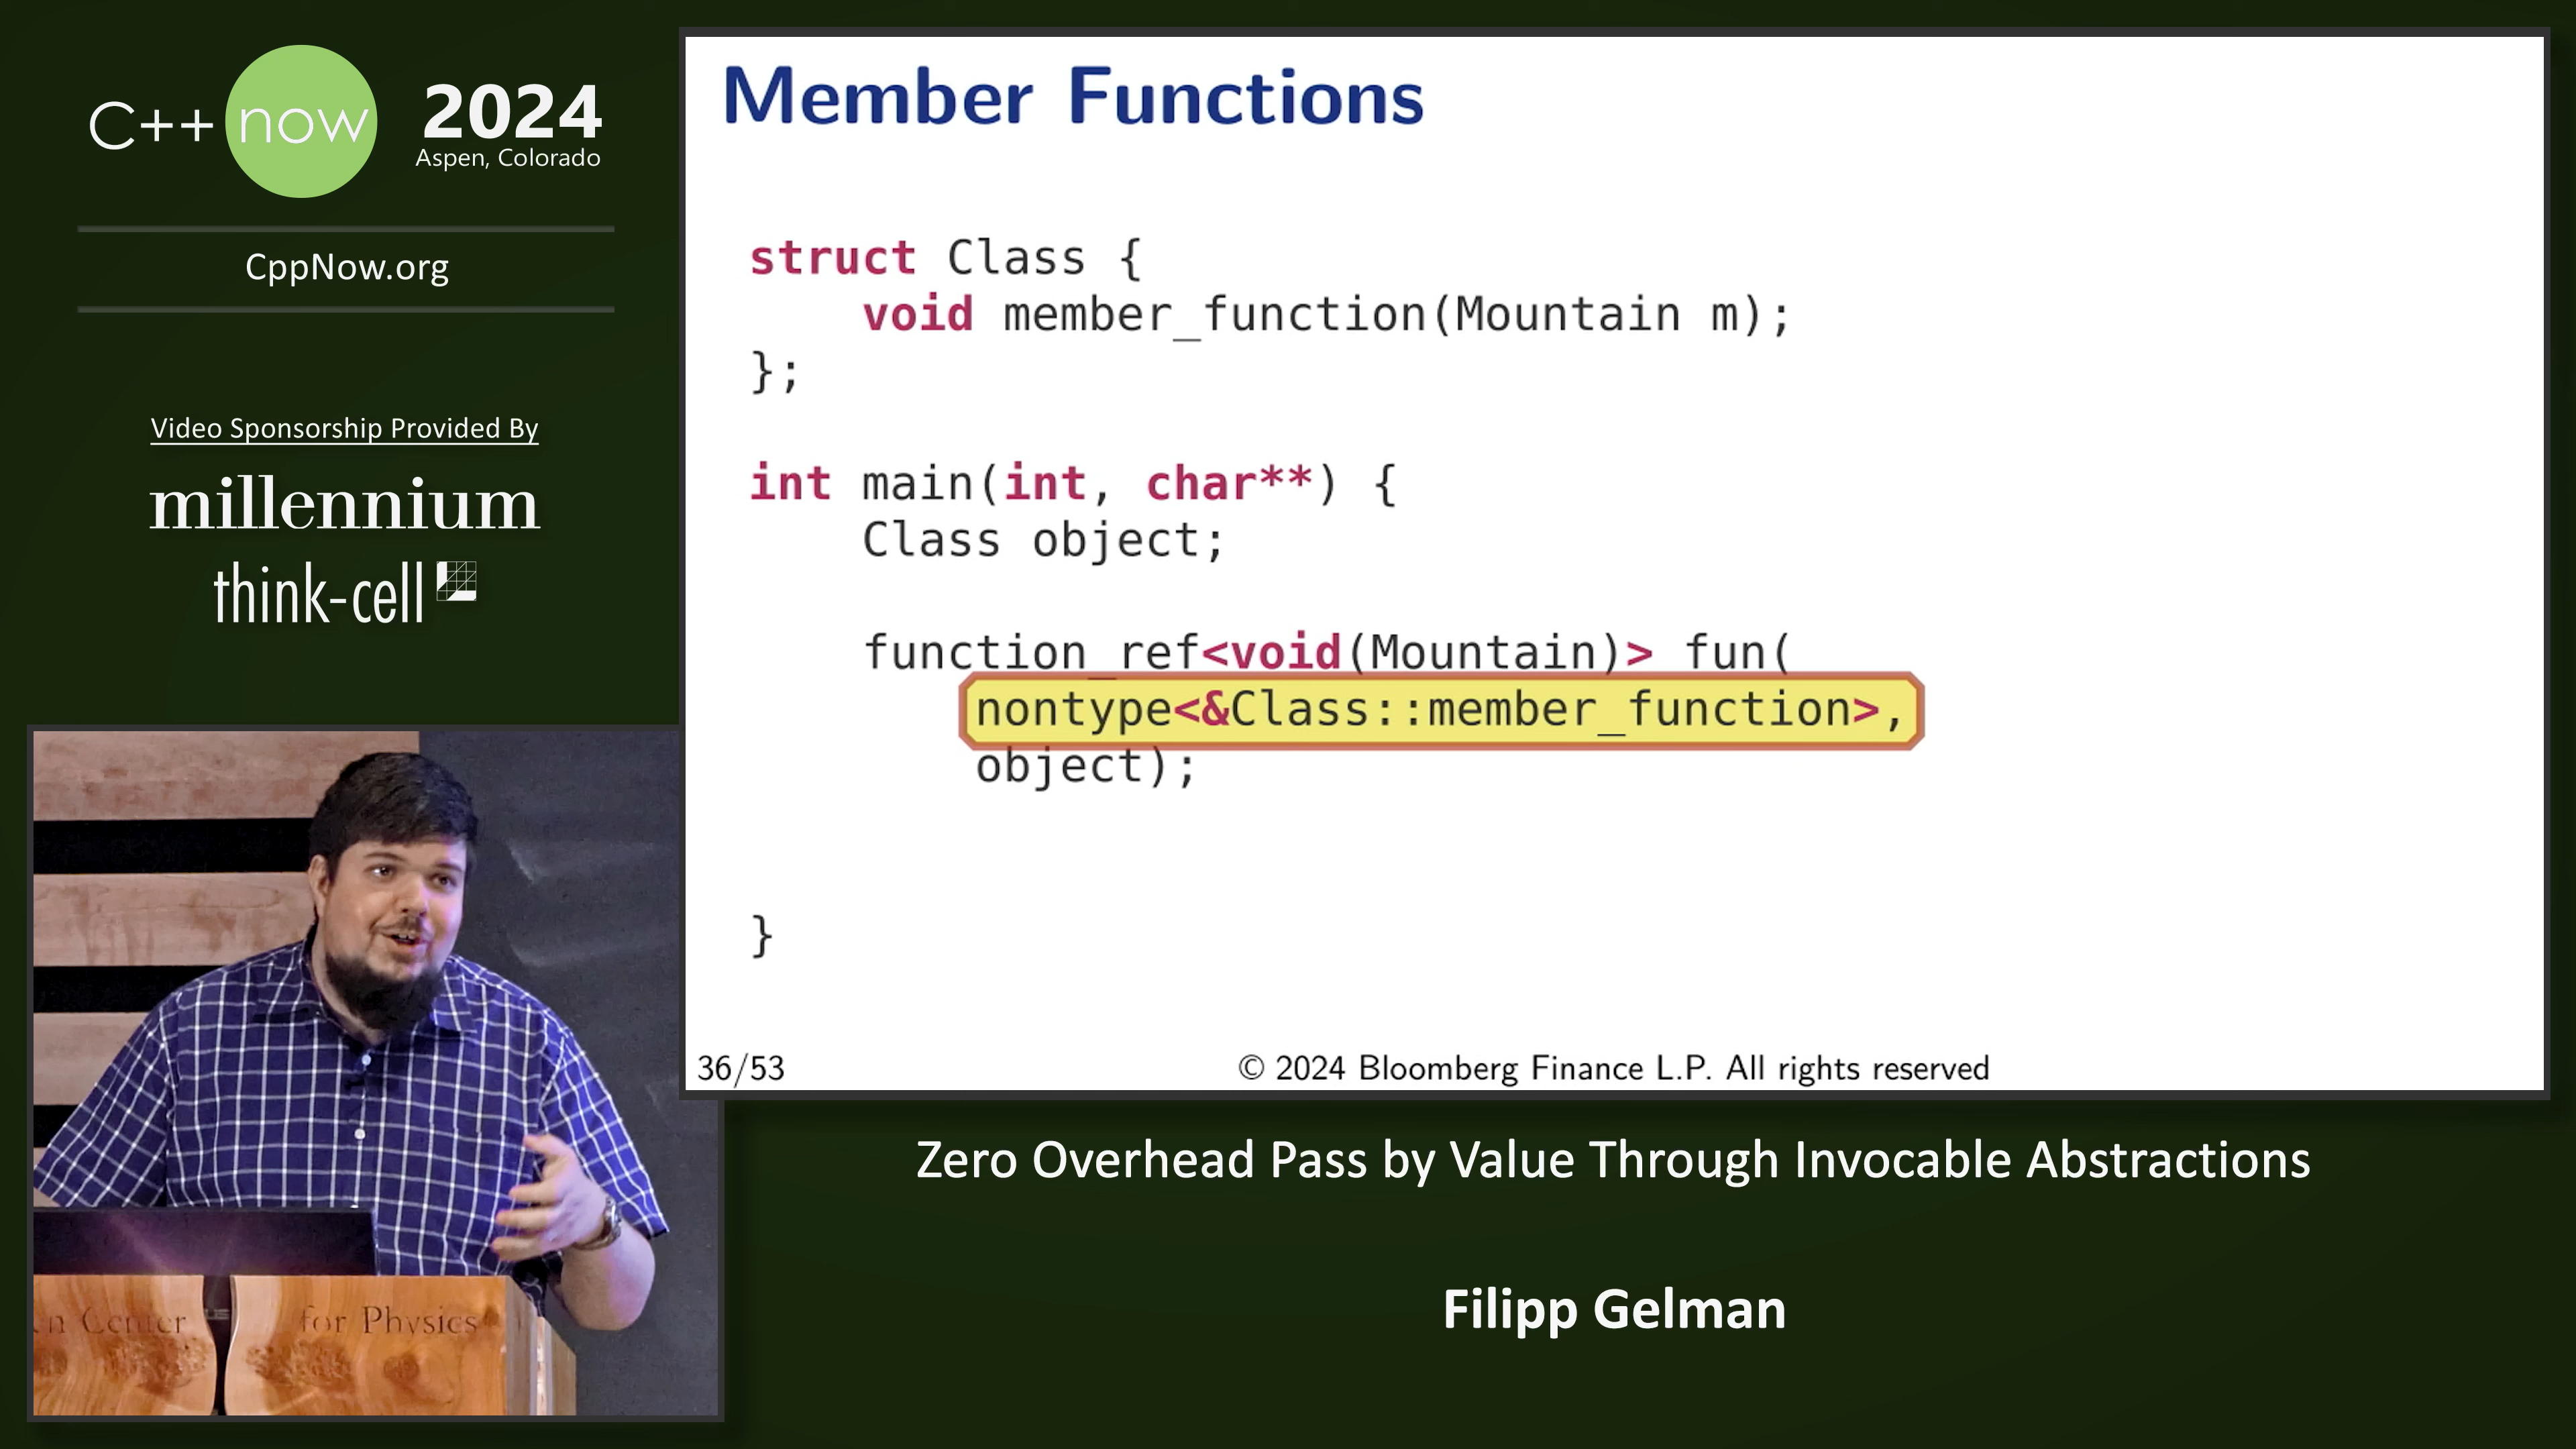 C++ now 2024
Aspen, Colorado
CppNow.org
Video Sponsorship Provided By
millennium
think-cell
Member Functions
struct Class {
    void member_function(Mountain m);
};
int main(int, char**) {
    Class object;
    function_ref<void(Mountain)> fun(
        nontype<&Class::member_function>,
        object);
}
36/53
© 2024 Bloomberg Finance L.P. All rights reserved
Center
for Physics
Zero Overhead Pass by Value Through Invocable Abstractions
Filipp Gelman